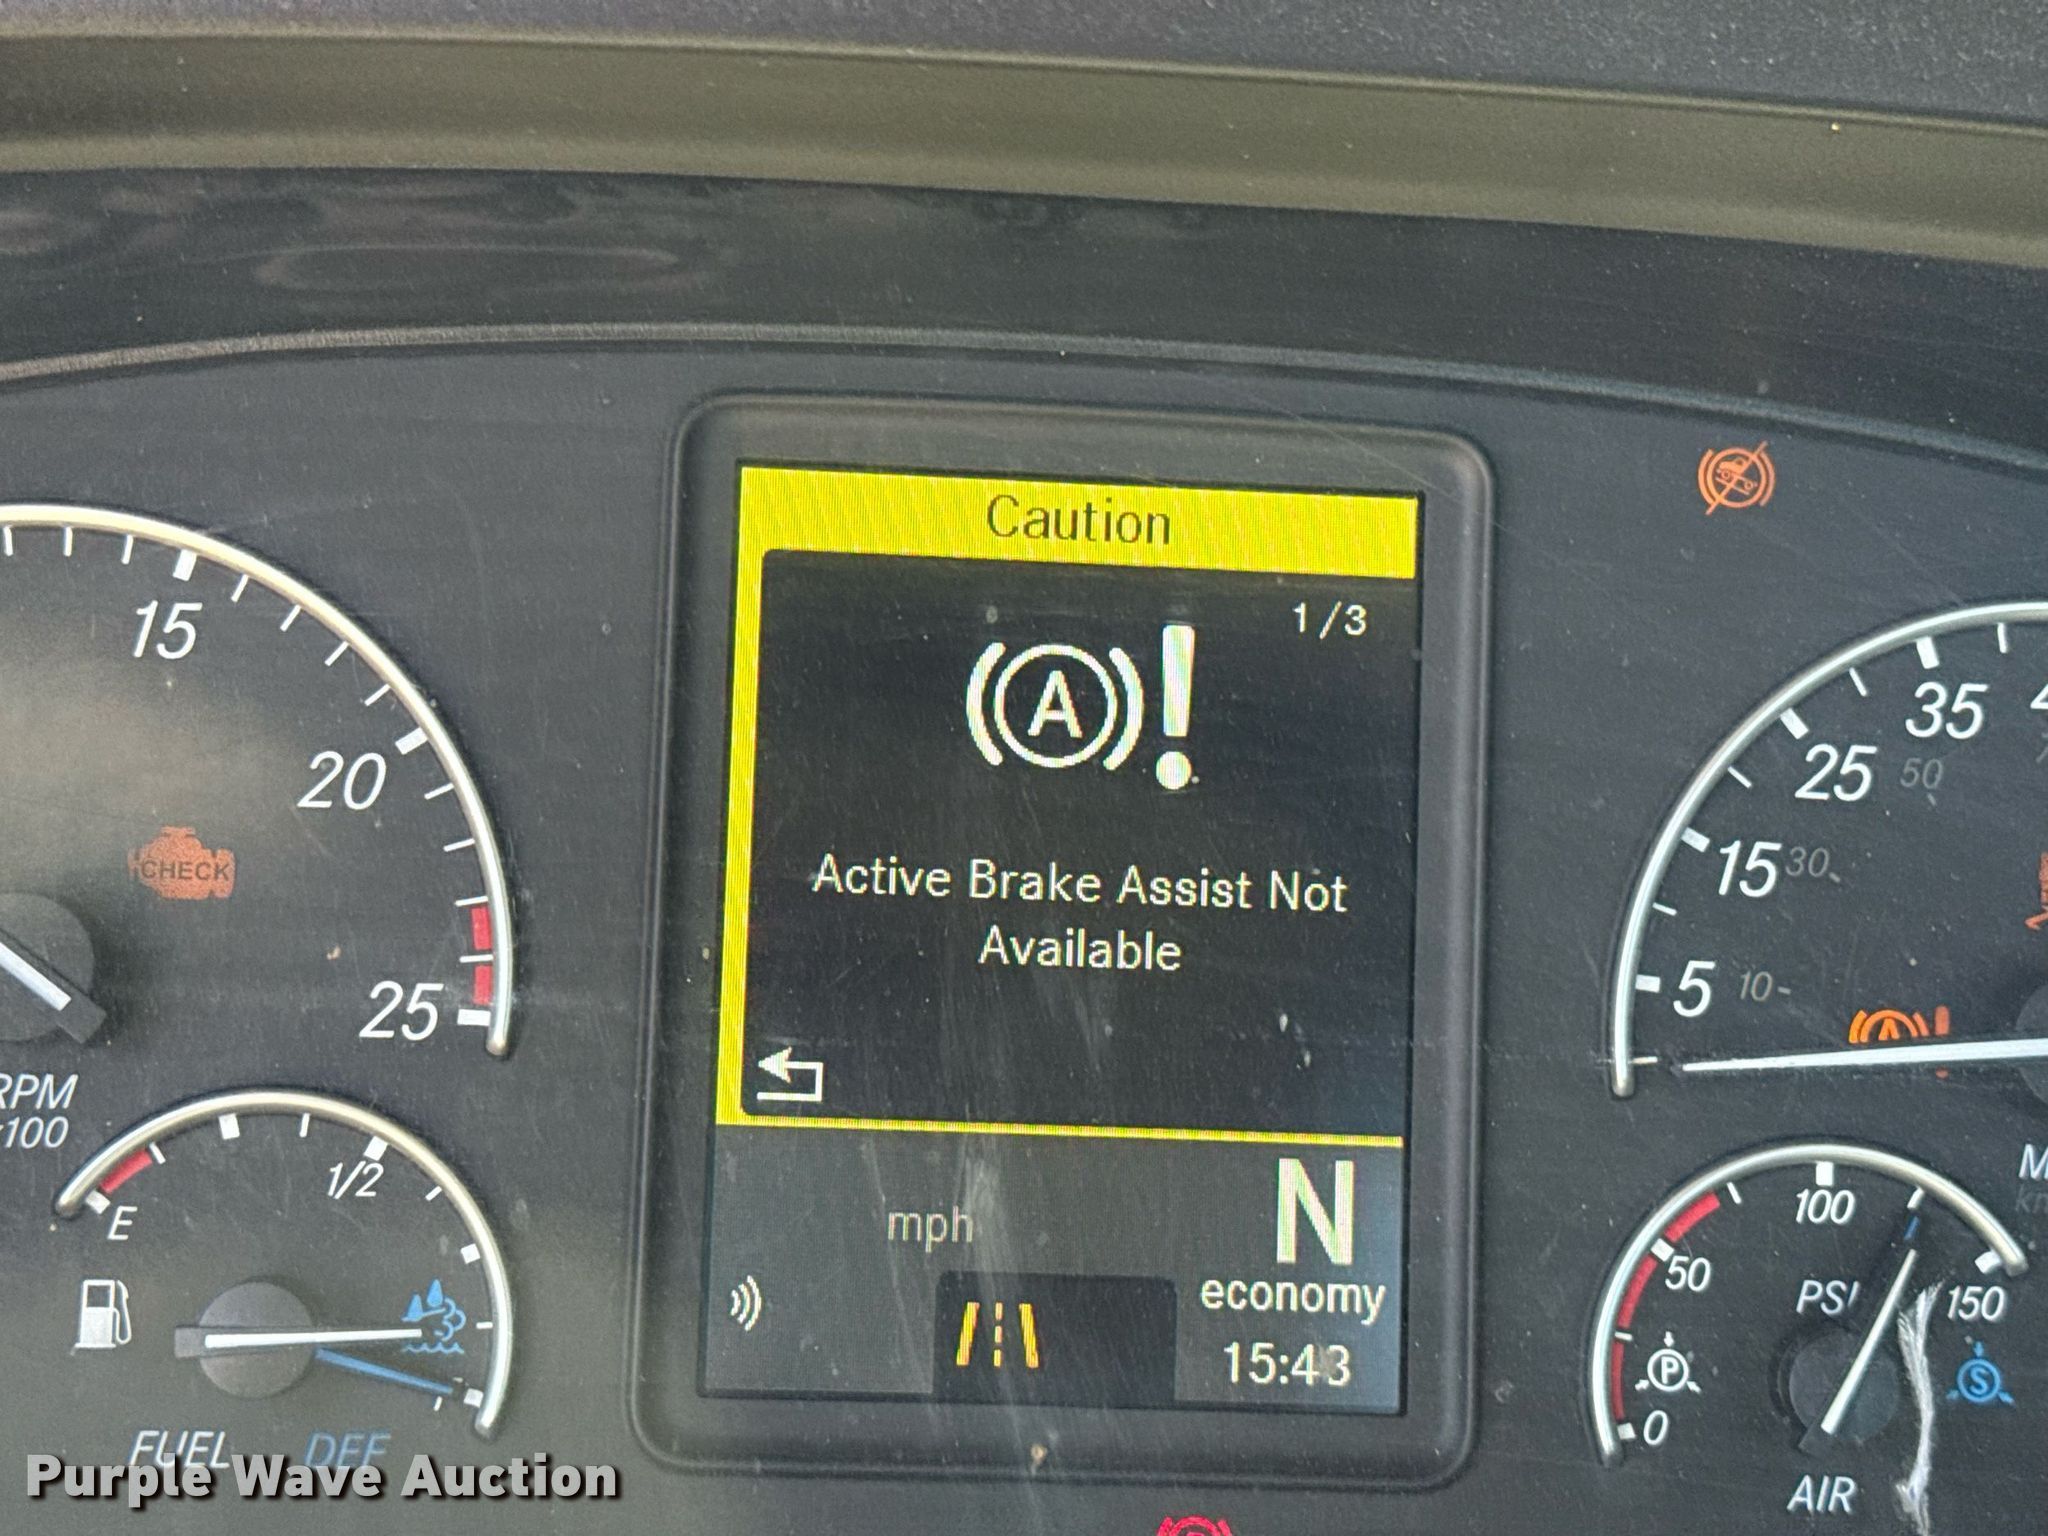 Caution
1/3
A
Active Brake Assist Not
Available
mph
N
economy
15:43
15
20
25
CHECK
RPM
x100
E
1/2
FUEL
DEF
35
25
50
15
30
5
10
A
100
50
PSI
150
P
S
0
AIR
Purple Wave Auction